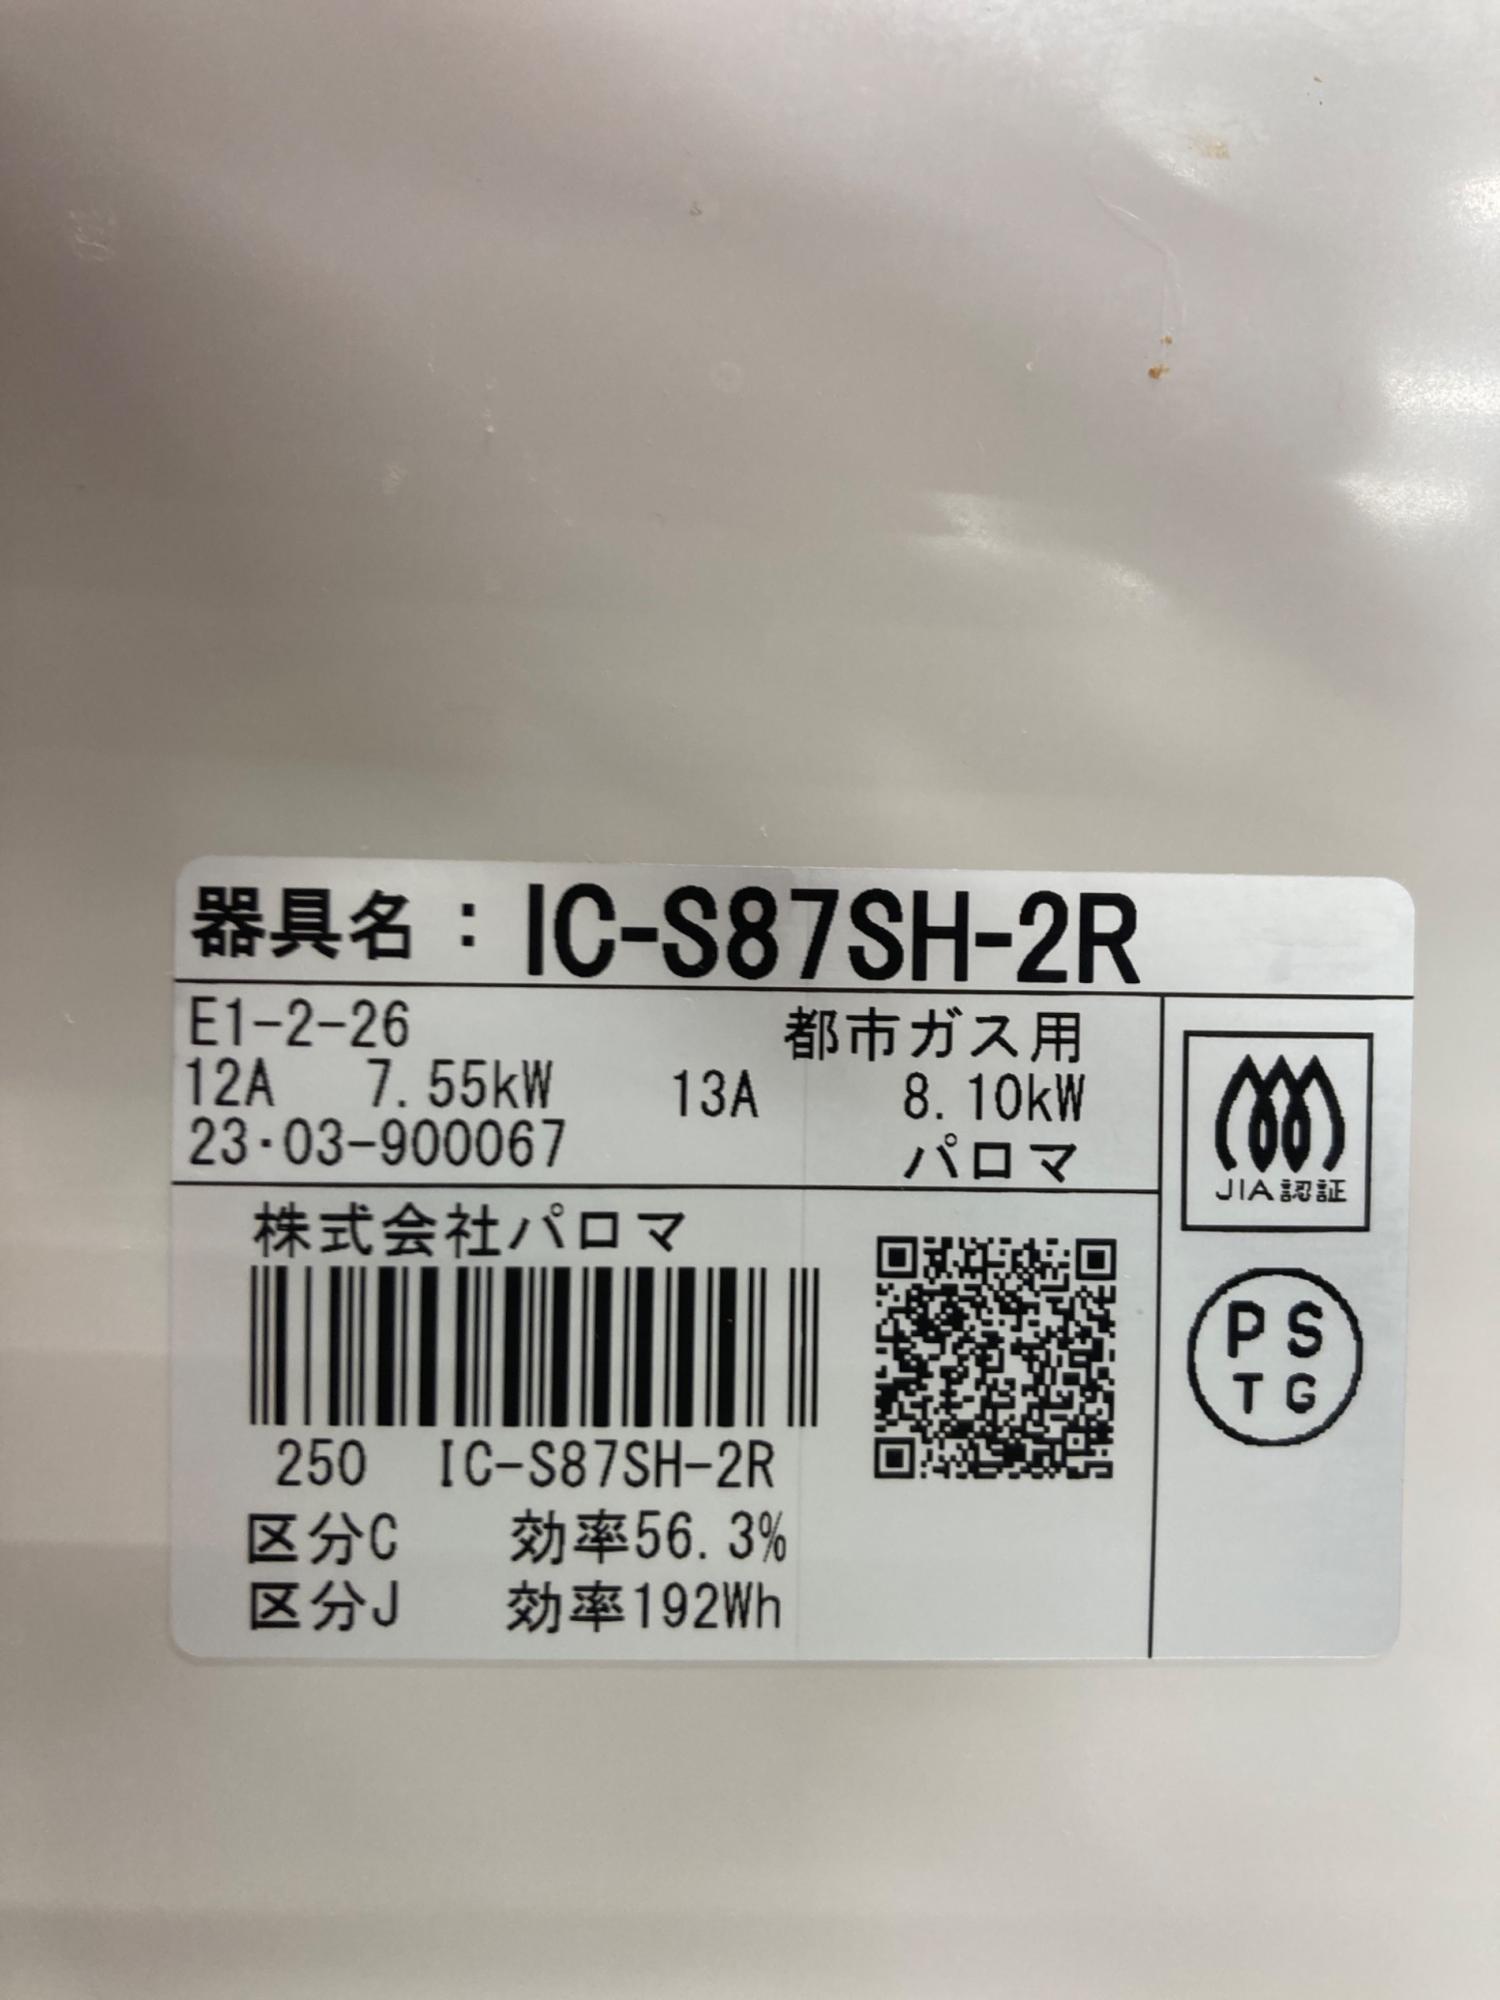 器具名：IC-S87SH-2R
E1-2-26 都市ガス用
12A 7.55kW 13A 8.10kW
23・03-900067 パロマ
JIA認証
株式会社パロマ
PS
TG
250 IC-S87SH-2R
区分C 効率56.3%
区分J 効率192Wh